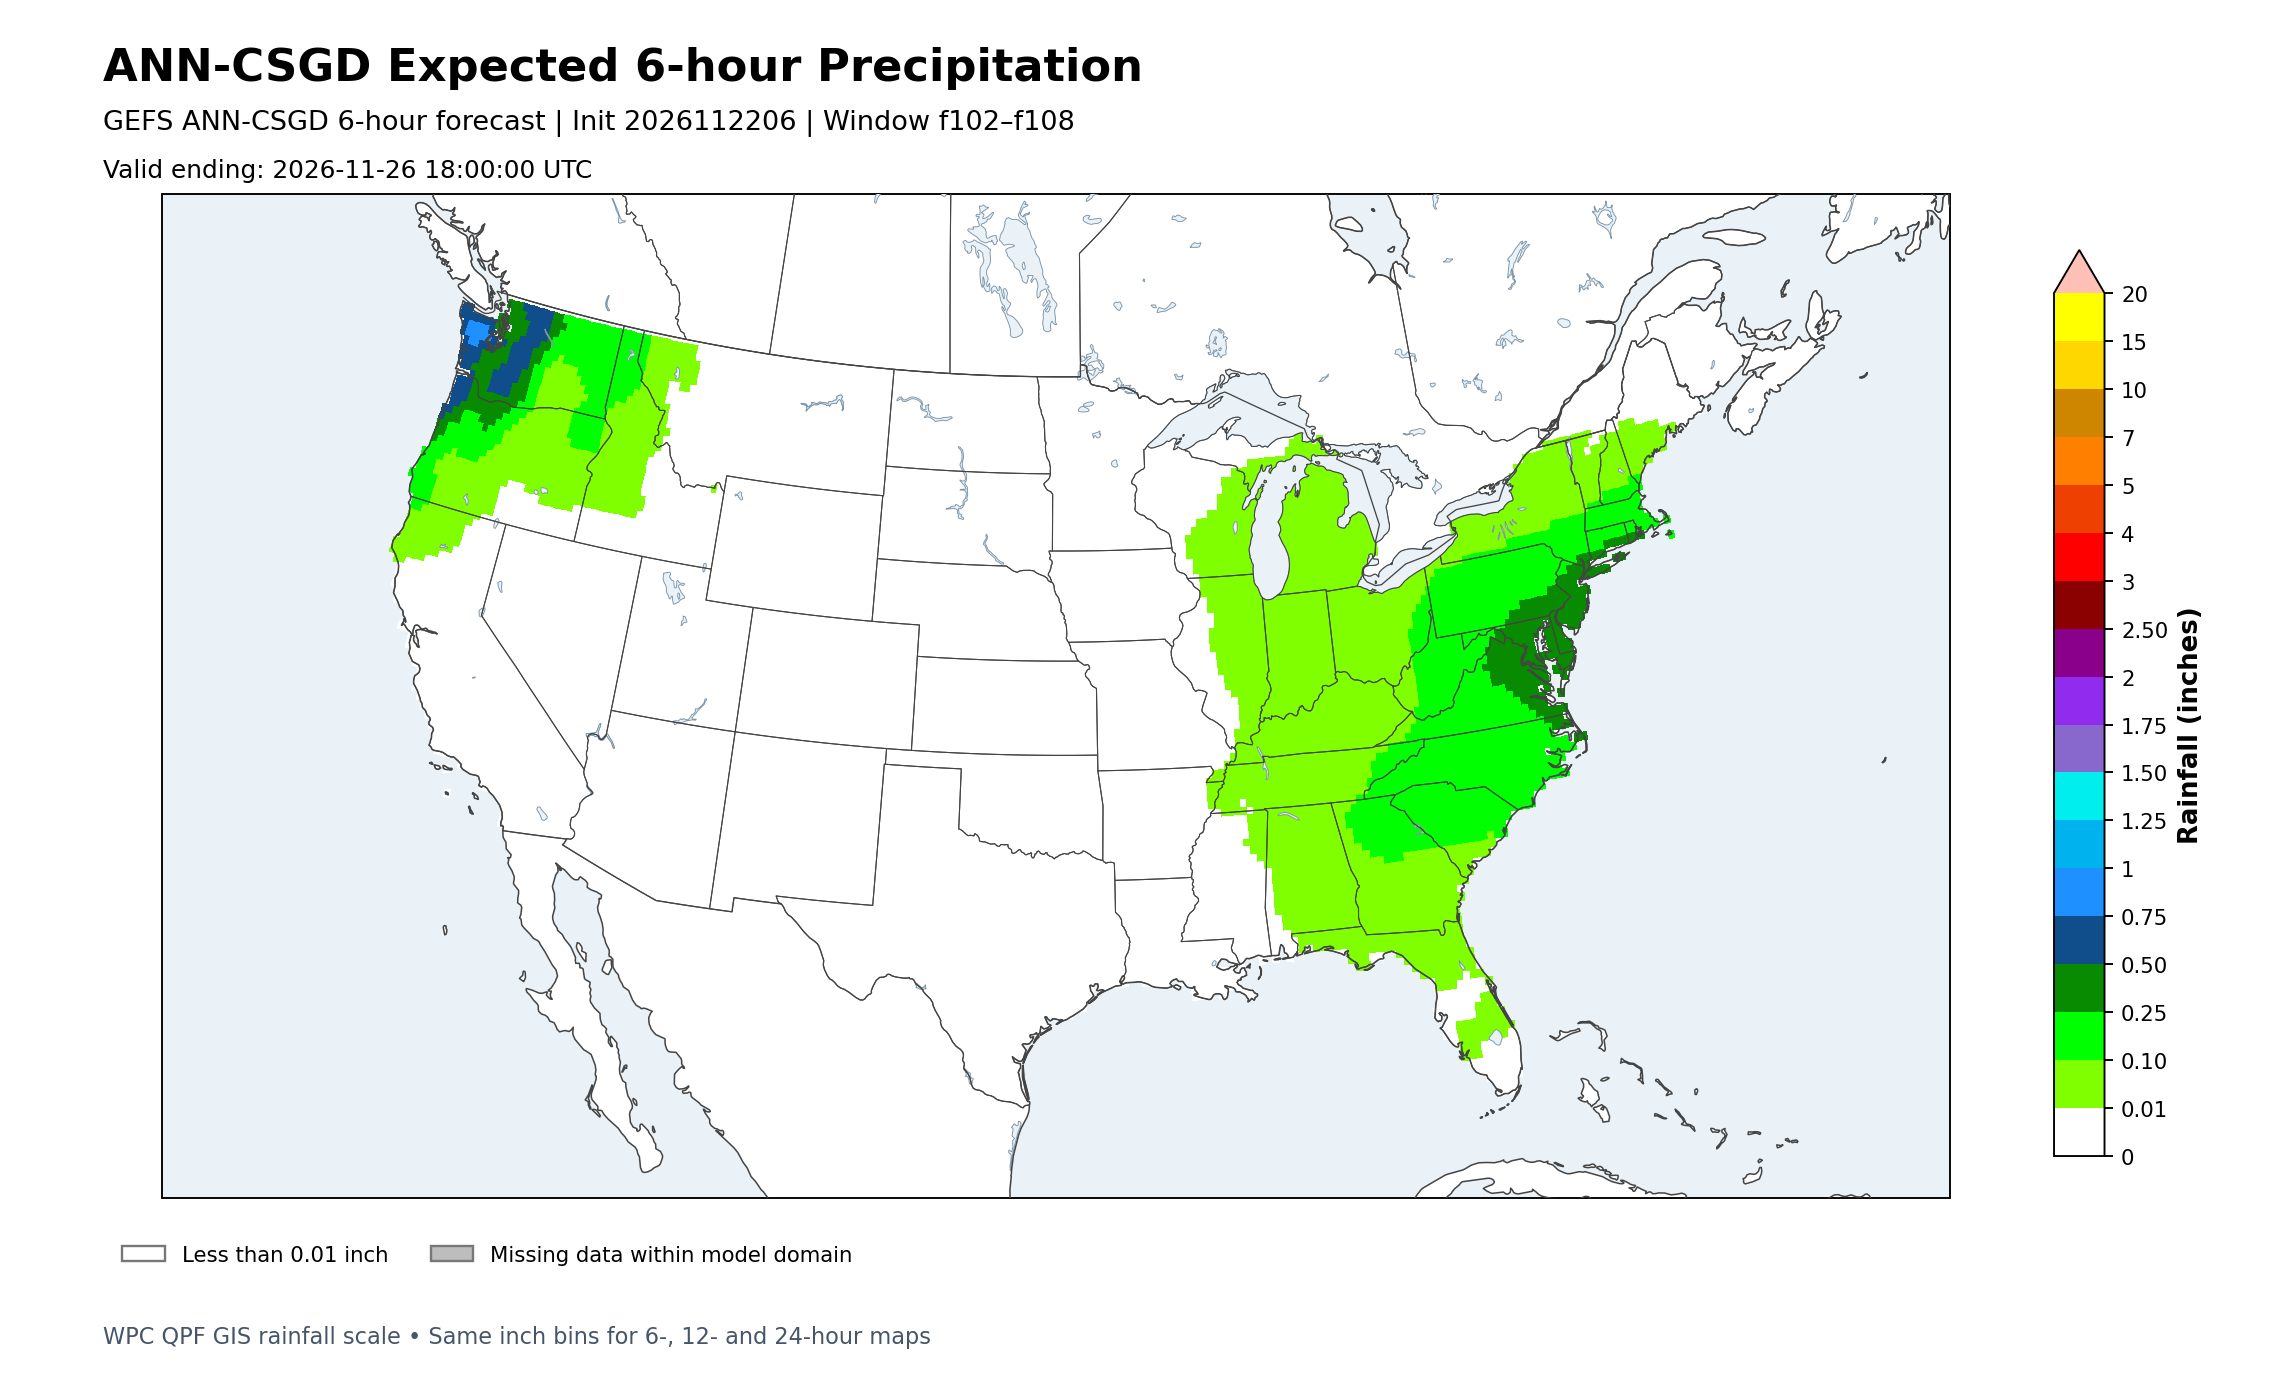 ANN-CSGD Expected 6-hour Precipitation
GEFS ANN-CSGD 6-hour forecast | Init 2026112206 | Window f102–f108
Valid ending: 2026-11-26 18:00:00 UTC
20
15
10
7
5
4
3
2.50
2
1.75
1.50
1.25
1
0.75
0.50
0.25
0.10
0.01
0
Rainfall (inches)
Less than 0.01 inch
Missing data within model domain
WPC QPF GIS rainfall scale • Same inch bins for 6-, 12- and 24-hour maps